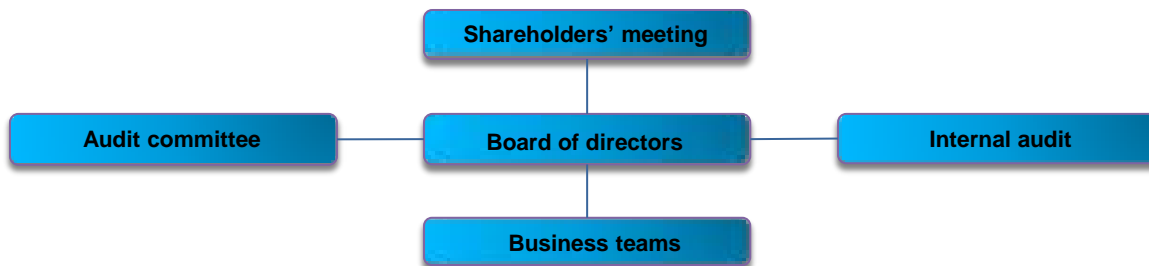 Shareholders’ meeting
Audit committee
Board of directors
Internal audit
Business teams